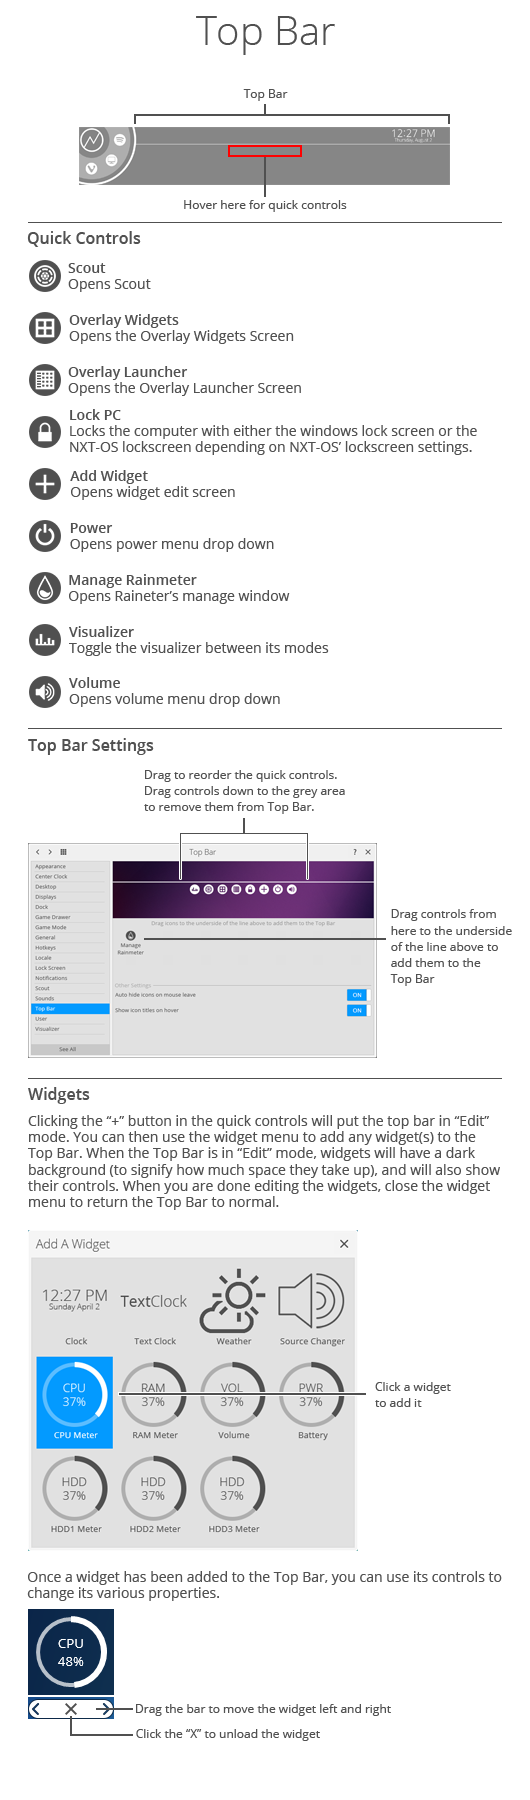 Top Bar
Top Bar
12:27 PM
Hover here for quick controls
Quick Controls
Scout
Opens Scout
Overlay Widgets
Opens the Overlay Widgets Screen
Overlay Launcher
Opens the Overlay Launcher Screen
Lock PC
Locks the computer with either the windows lock screen or the
NXT-OS lockscreen depending on NXT-OS’ lockscreen settings.
Add Widget
Opens widget edit screen
Power
Opens power menu drop down
Manage Rainmeter
Opens Raineter’s manage window
Visualizer
Toggle the visualizer between its modes
Volume
Opens volume menu drop down
Top Bar Settings
Drag to reorder the quick controls.
Drag controls down to the grey area
to remove them from Top Bar.
Top Bar
? ×
Appearance
Center Clock
Desktop
Displays
Dock
Game Drawer
Game Mode
General
Hotkeys
Locale
Lock Screen
Notifications
Scout
Sounds
Top Bar
User
Visualizer
See All
Drag icons to the underside of the line above to add them to the Top Bar
Manage
Rainmeter
Other Settings
Auto hide icons on mouse leave
ON
Show icon titles on hover
ON
Drag controls from
here to the underside
of the line above to
add them to the
Top Bar
Widgets
Clicking the “+” button in the quick controls will put the top bar in “Edit”
mode. You can then use the widget menu to add any widget(s) to the
Top Bar. When the Top Bar is in “Edit” mode, widgets will have a dark
background (to signify how much space they take up), and will also show
their controls. When you are done editing the widgets, close the widget
menu to return the Top Bar to normal.
Add A Widget
12:27 PM
Sunday April 2
TextClock
Clock
Text Clock
Weather
Source Changer
CPU
37%
CPU Meter
RAM
37%
RAM Meter
VOL
37%
Volume
PWR
37%
Battery
Click a widget
to add it
HDD
37%
HDD1 Meter
HDD
37%
HDD2 Meter
HDD
37%
HDD3 Meter
Once a widget has been added to the Top Bar, you can use its controls to
change its various properties.
CPU
48%
Drag the bar to move the widget left and right
Click the “X” to unload the widget